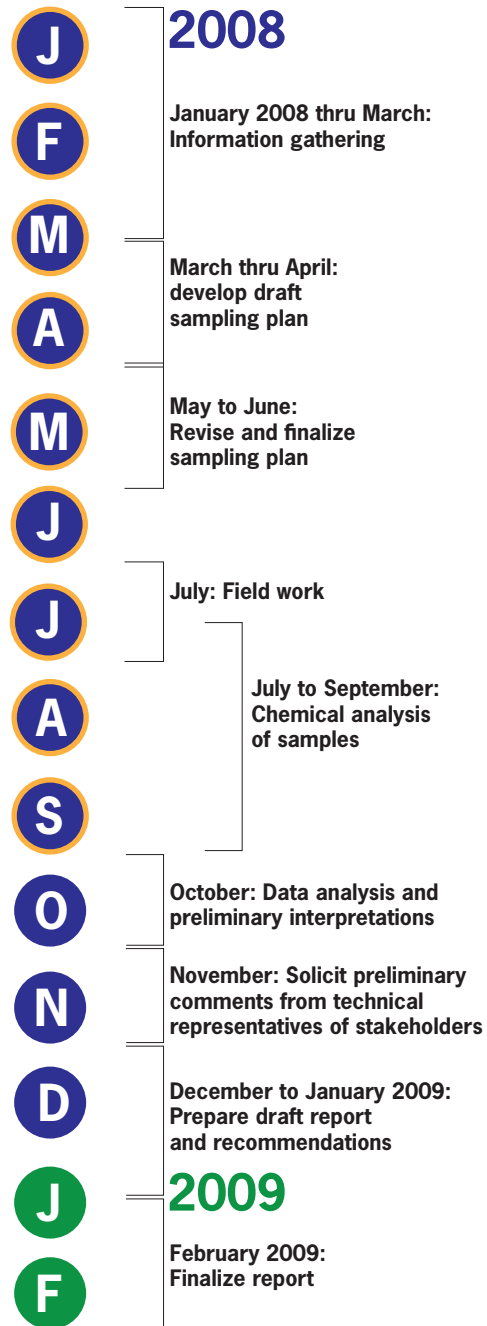 J
2008
January 2008 thru March:
Information gathering
F
M
March thru April:
develop draft
sampling plan
A
M
May to June:
Revise and finalize
sampling plan
J
J
July: Field work
July to September:
Chemical analysis
of samples
A
S
O
October: Data analysis and
preliminary interpretations
N
November: Solicit preliminary
comments from technical
representatives of stakeholders
D
December to January 2009:
Prepare draft report
and recommendations
J
2009
February 2009:
Finalize report
F